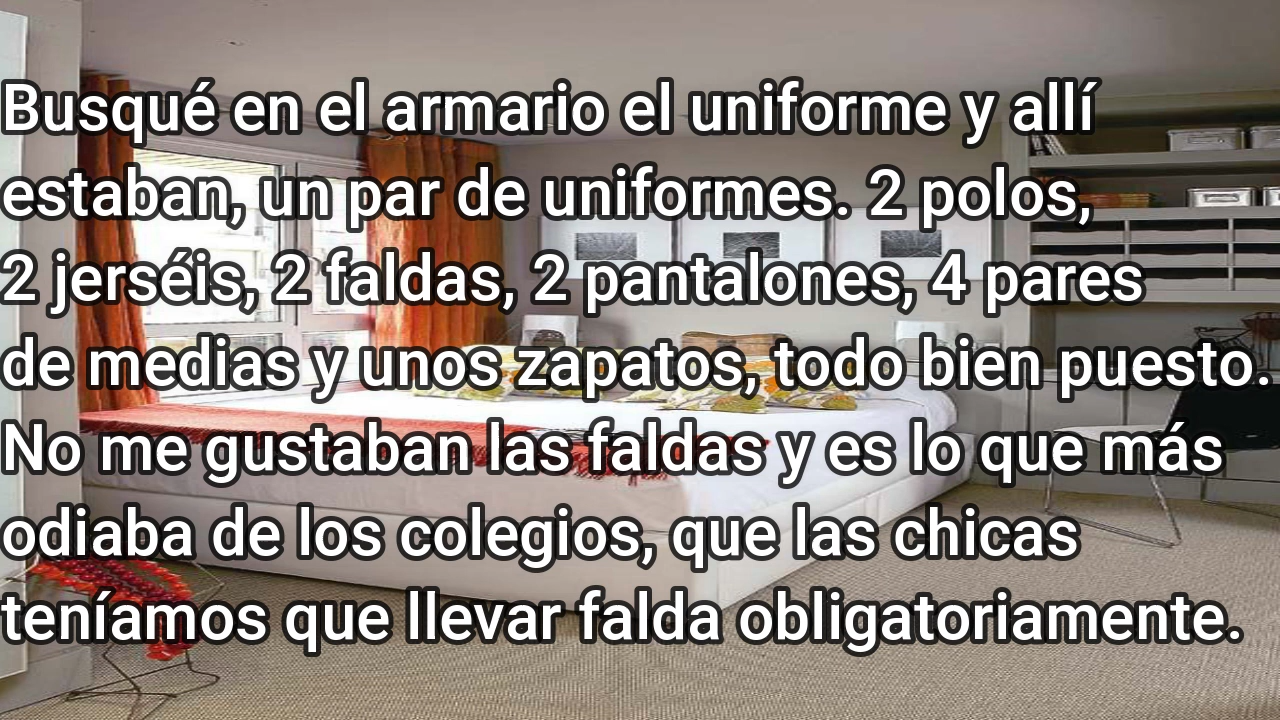 Busqué en el armario el uniforme y allí
estaban, un par de uniformes. 2 polos,
2 jerséis, 2 faldas, 2 pantalones, 4 pares
de medias y unos zapatos, todo bien puesto.
No me gustaban las faldas y es lo que más
odiaba de los colegios, que las chicas
teníamos que llevar falda obligatoriamente.